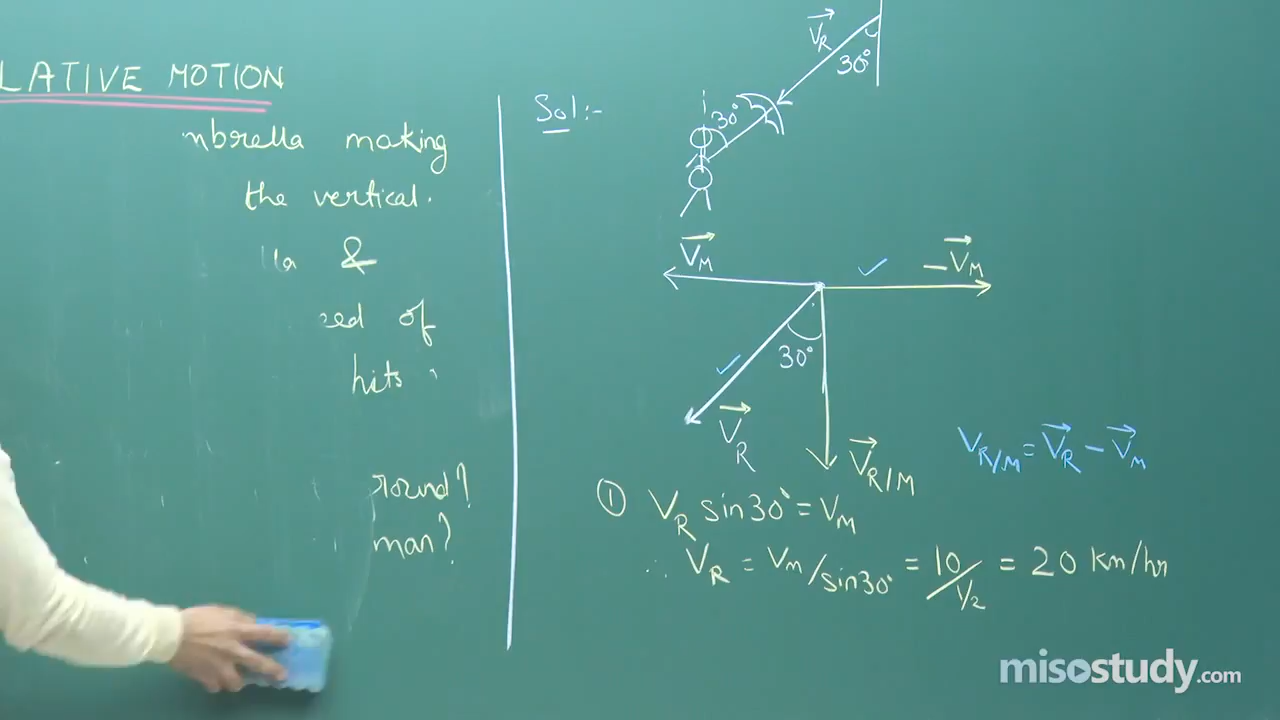 LATIVE MOTION
mbrella making
the vertical.
&
of
hits
round?
man?
Sol:-
V_R
30°
30°
V_M
-V_M
30°
V_R
V_R/M
V_R/M = V_R - V_M
① V_R sin30° = V_M
∴ V_R = V_M/sin30° = 10/1/2 = 20 km/hr
misostudy.com